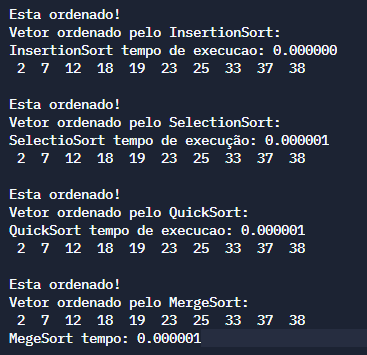 Esta ordenado!
Vetor ordenado pelo InsertionSort:
InsertionSort tempo de execucao: 0.000000
2 7 12 18 19 23 25 33 37 38
Esta ordenado!
Vetor ordenado pelo SelectionSort:
SelectioSort tempo de execução: 0.000001
2 7 12 18 19 23 25 33 37 38
Esta ordenado!
Vetor ordenado pelo QuickSort:
QuickSort tempo de execucao: 0.000001
2 7 12 18 19 23 25 33 37 38
Esta ordenado!
Vetor ordenado pelo MergeSort:
2 7 12 18 19 23 25 33 37 38
MegeSort tempo: 0.000001